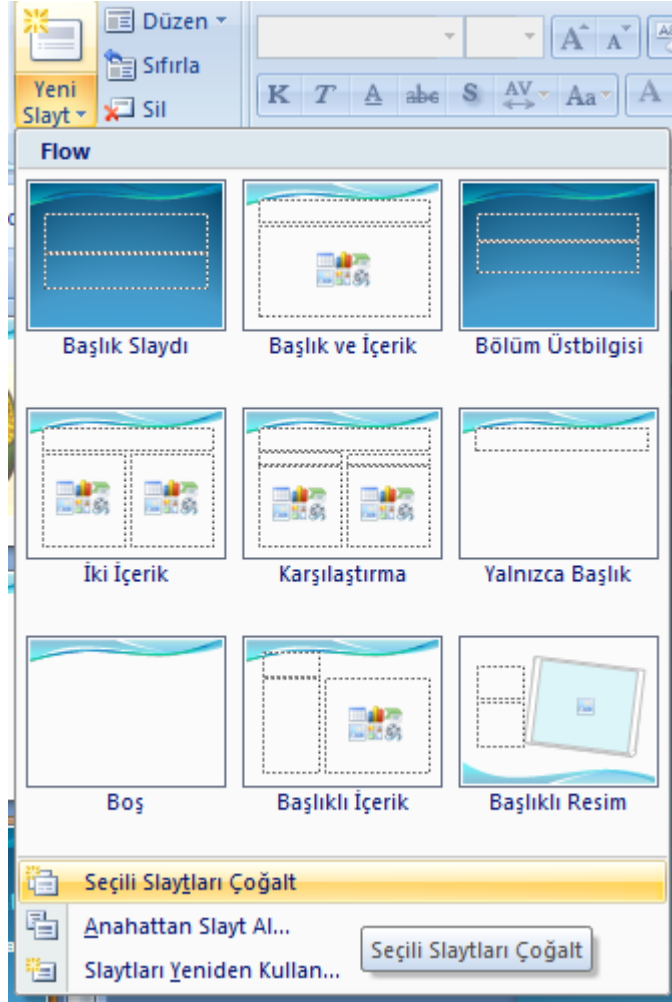 Yeni
Slayt
Düzen
Sıfırla
Sil
A A
K T A abe S AV Aa A
Flow
Başlık Slaydı
Başlık ve İçerik
Bölüm Üstbilgisi
İki İçerik
Karşılaştırma
Yalnızca Başlık
Boş
Başlıklı İçerik
Başlıklı Resim
Seçili Slaytları Çoğalt
Anahattan Slayt Al...
Seçili Slaytları Çoğalt
Slaytları Yeniden Kullan...